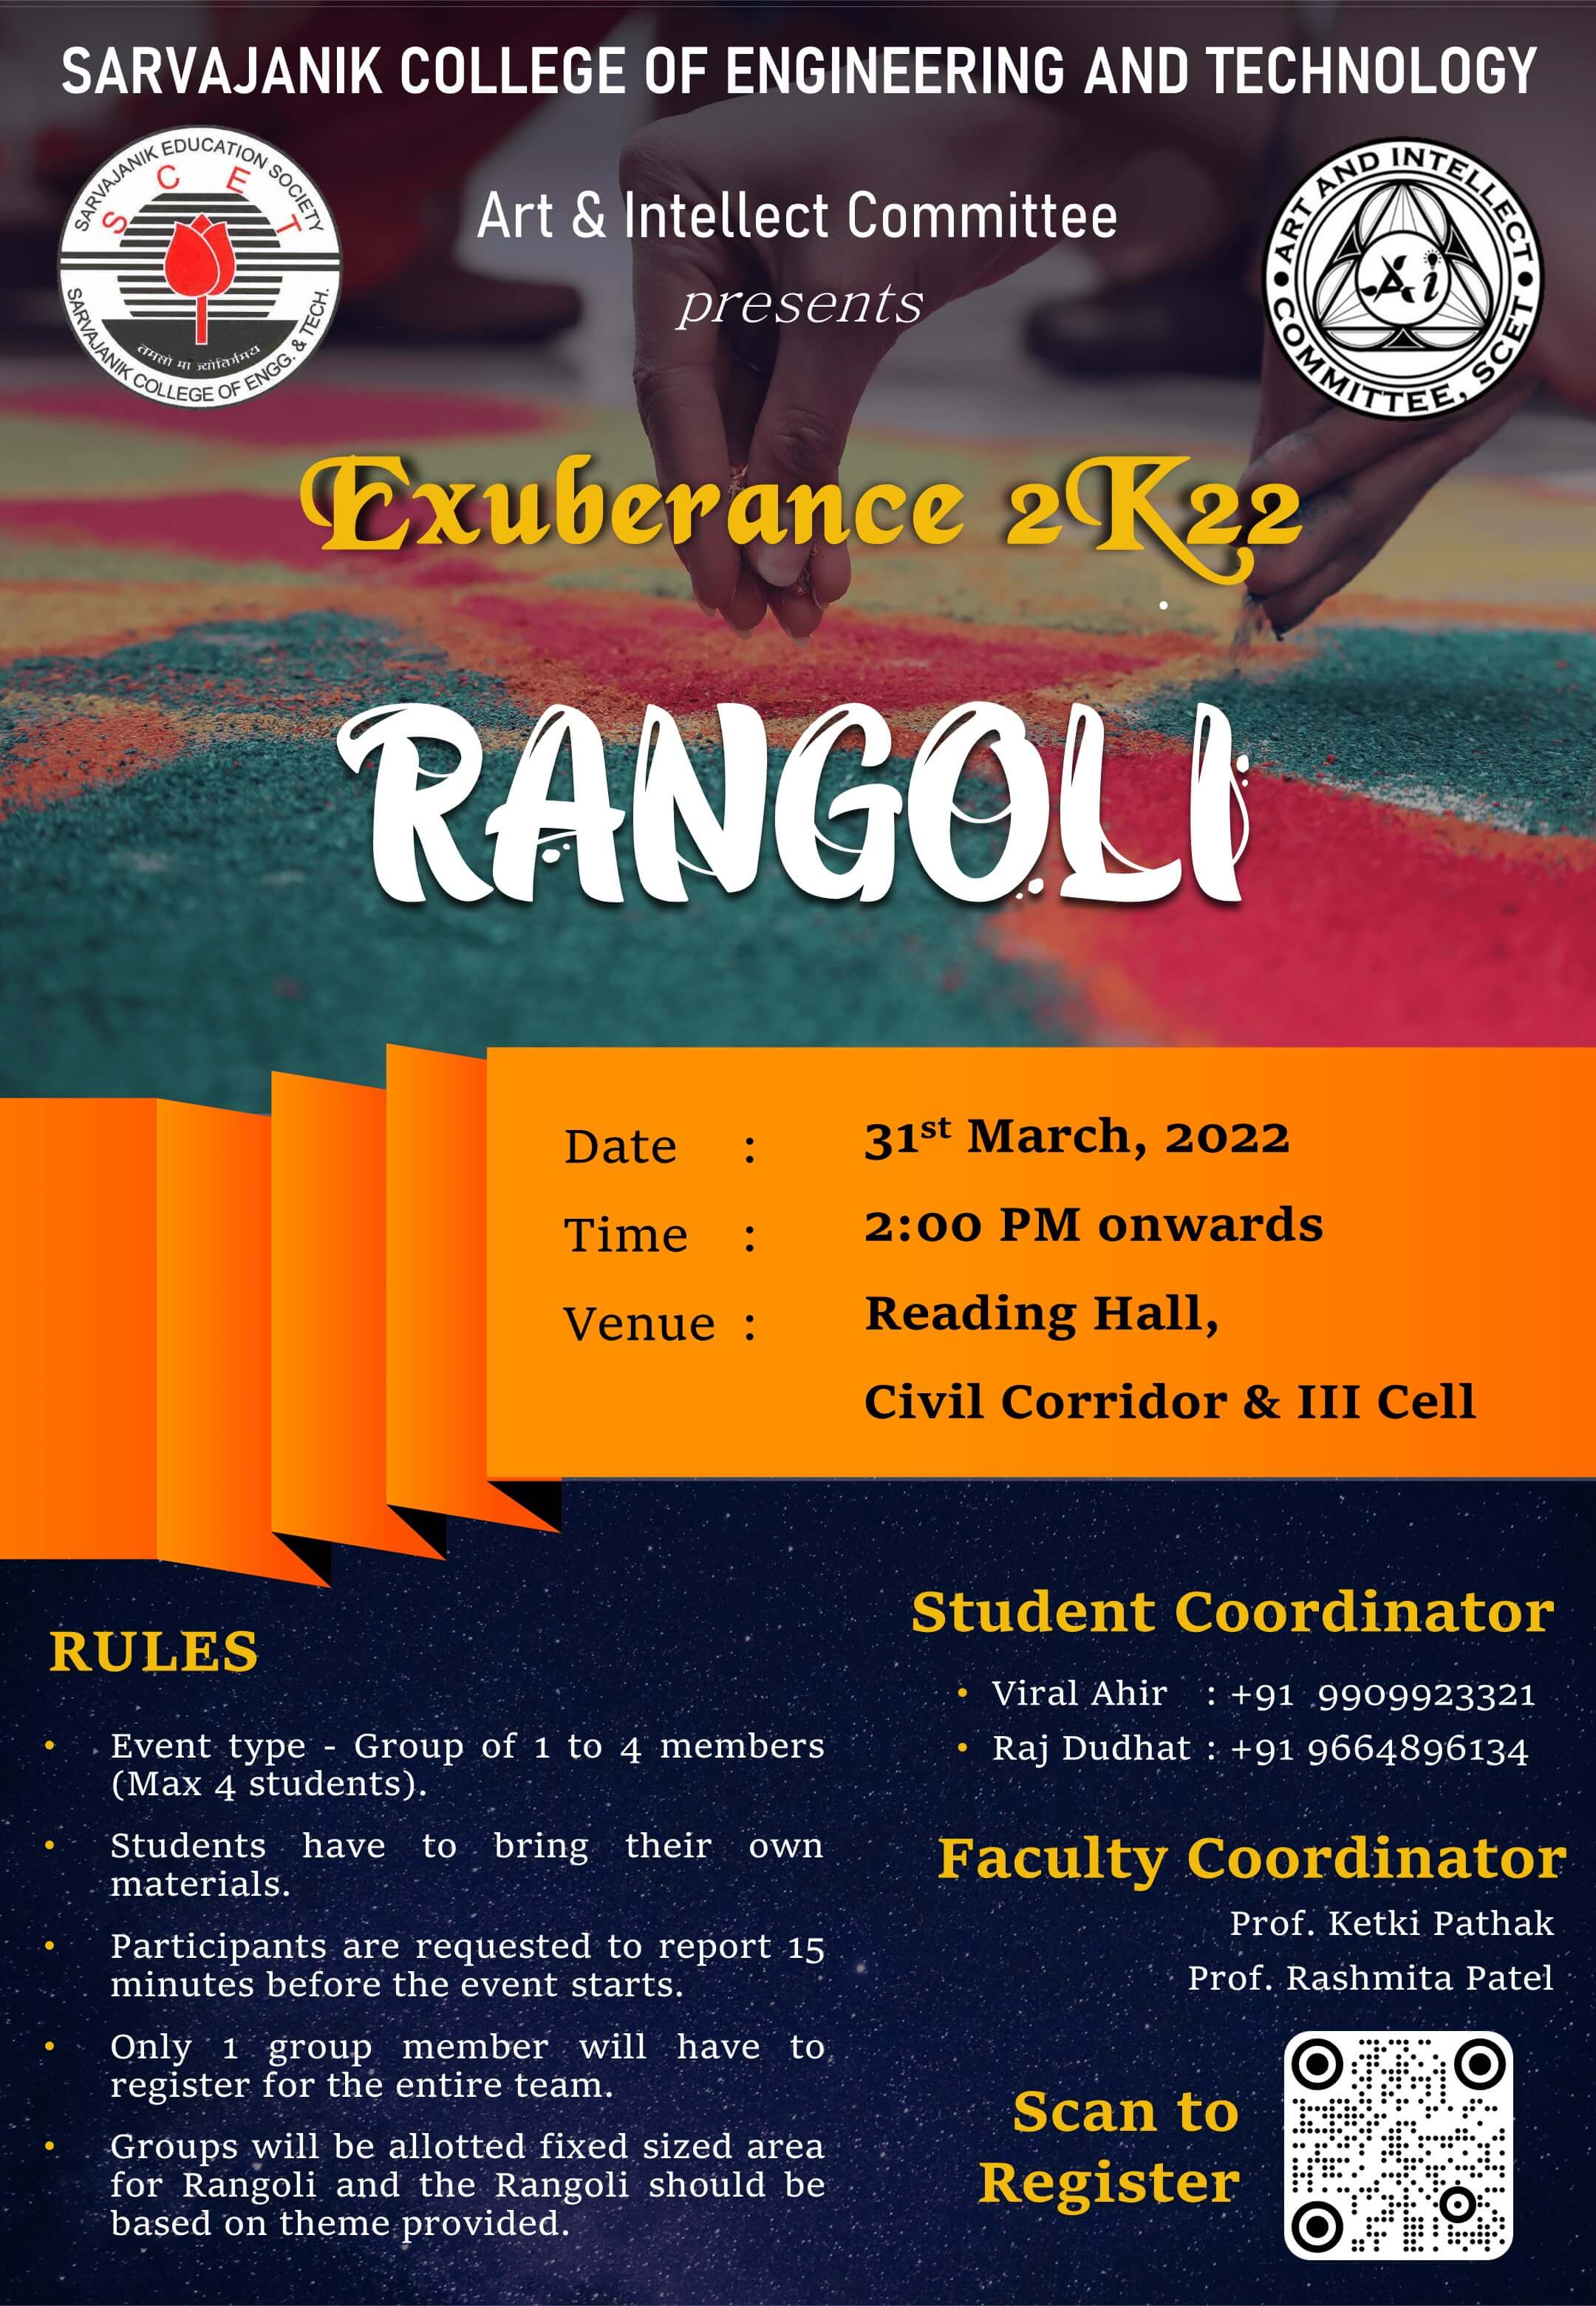 SARVAJANIK COLLEGE OF ENGINEERING AND TECHNOLOGY
SARVAJANIK EDUCATION SOCIETY
S C E T
तमसो मा ज्योतिर्गमय
SARVAJANIK COLLEGE OF ENGG. & TECH.
Art & Intellect Committee
presents
ART AND INTELLECT
Ai
COMMITTEE, SCET
Exuberance 2K22
RANGOLI
Date : 31st March, 2022
Time : 2:00 PM onwards
Venue : Reading Hall,
Civil Corridor & III Cell
RULES
• Event type - Group of 1 to 4 members
(Max 4 students).
• Students have to bring their own
materials.
• Participants are requested to report 15
minutes before the event starts.
• Only 1 group member will have to
register for the entire team.
• Groups will be allotted fixed sized area
for Rangoli and the Rangoli should be
based on theme provided.
Student Coordinator
• Viral Ahir : +91 9909923321
• Raj Dudhat : +91 9664896134
Faculty Coordinator
Prof. Ketki Pathak
Prof. Rashmita Patel
Scan to
Register